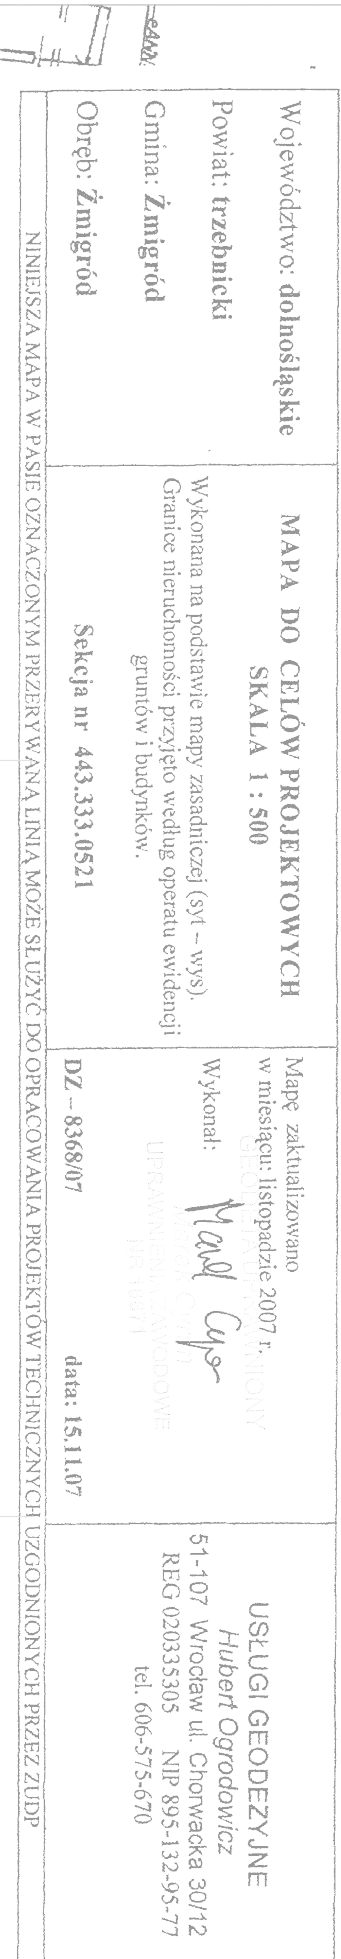 Województwo: dolnośląskie
Powiat: trzebnicki
Gmina: Żmigród
Obręb: Żmigród
MAPA DO CELÓW PROJEKTOWYCH
SKALA 1 : 500
Wykonana na podstawie mapy zasadniczej (syt – wys).
Granice nieruchomości przyjęto według operatu ewidencji
gruntów i budynków.
Sekcja nr 443.333.0521
Mapę zaktualizowano
w miesiącu: listopadzie 2007 r.
Wykonał:
UPRAWNIENIA ZAWODOWE
DZ – 8368/07 data: 15.11.07
USŁUGI GEODEZYJNE
Hubert Ogrodowicz
51-107 Wrocław ul. Chorwacka 30/12
REG 020335305 NIP 895-132-95-77
tel. 606-575-670
NINIEJSZA MAPA W PASIE OZNACZONYM PRZERYWANĄ LINIĄ MOŻE SŁUŻYĆ DO OPRACOWANIA PROJEKTÓW TECHNICZNYCH UZGODNIONYCH PRZEZ ZUDP